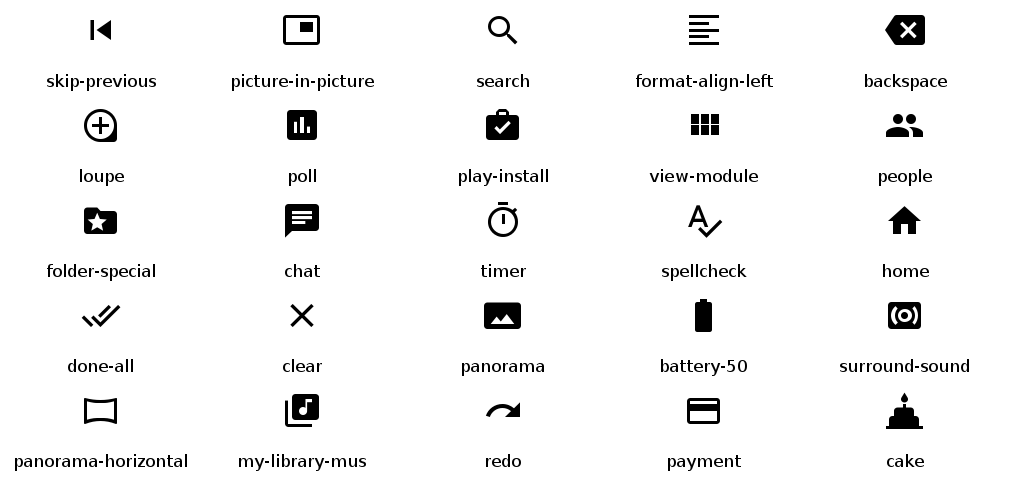 skip-previous picture-in-picture search format-align-left backspace
loupe poll play-install view-module people
folder-special chat timer spellcheck home
done-all clear panorama battery-50 surround-sound
panorama-horizontal my-library-mus redo payment cake